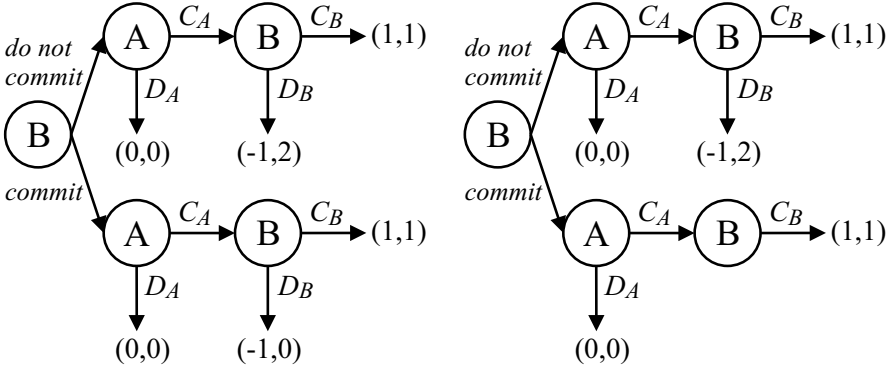 A C_A B C_B (1,1)
do not
commit
D_A D_B
B
(0,0) (-1,2)
commit
A C_A B C_B (1,1)
D_A D_B
(0,0) (-1,0)
A C_A B C_B (1,1)
do not
commit
D_A D_B
B
(0,0) (-1,2)
commit
A C_A B C_B (1,1)
D_A
(0,0)